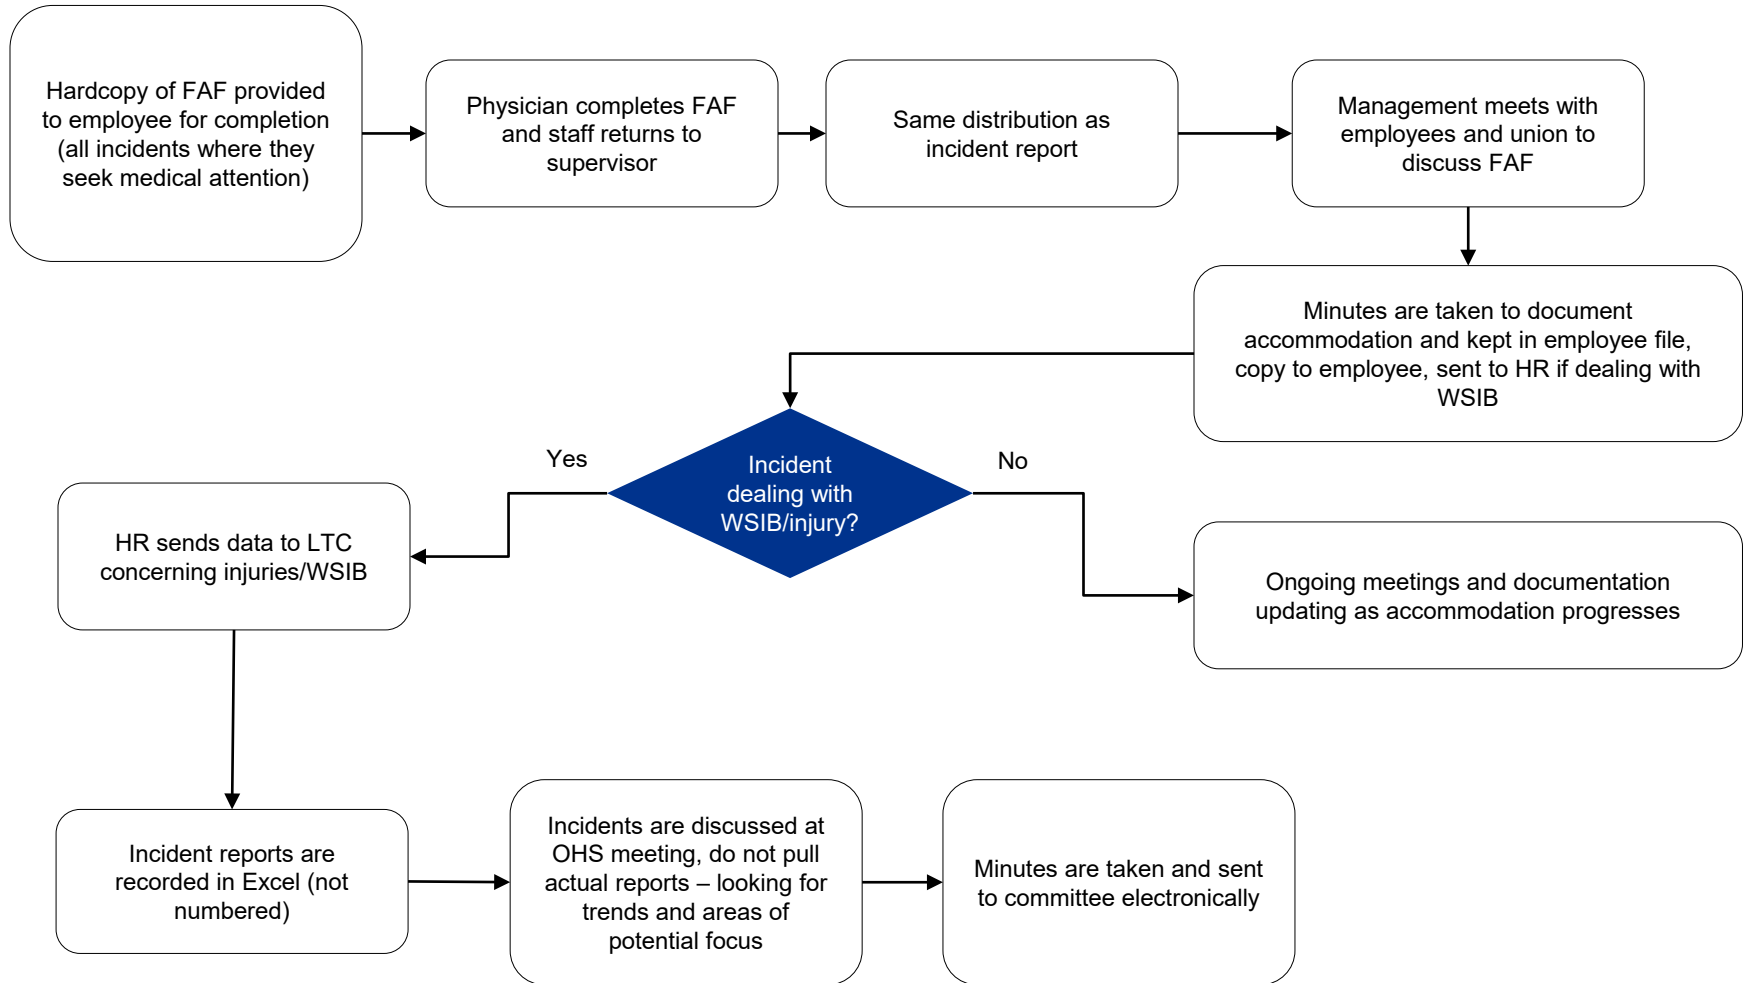 Hardcopy of FAF provided
to employee for completion
(all incidents where they
seek medical attention)
Physician completes FAF
and staff returns to
supervisor
Same distribution as
incident report
Management meets with
employees and union to
discuss FAF
Minutes are taken to document
accommodation and kept in employee file,
copy to employee, sent to HR if dealing with
WSIB
Incident
dealing with
WSIB/injury?
Yes
No
HR sends data to LTC
concerning injuries/WSIB
Ongoing meetings and documentation
updating as accommodation progresses
Incident reports are
recorded in Excel (not
numbered)
Incidents are discussed at
OHS meeting, do not pull
actual reports – looking for
trends and areas of
potential focus
Minutes are taken and sent
to committee electronically